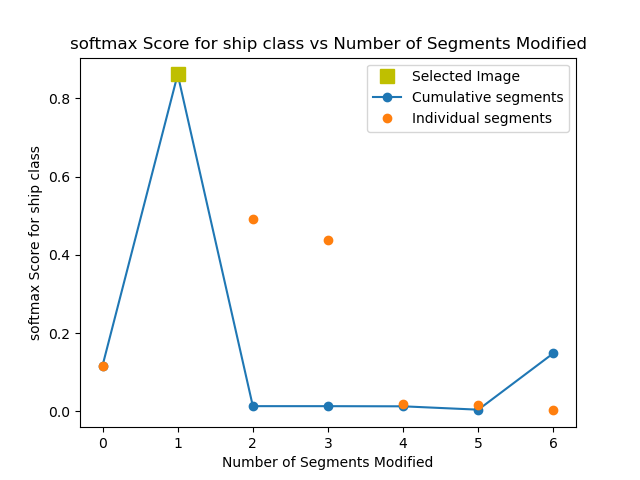 softmax Score for ship class vs Number of Segments Modified
Selected Image
Cumulative segments
Individual segments
softmax Score for ship class
0.8
0.6
0.4
0.2
0.0
0 1 2 3 4 5 6
Number of Segments Modified